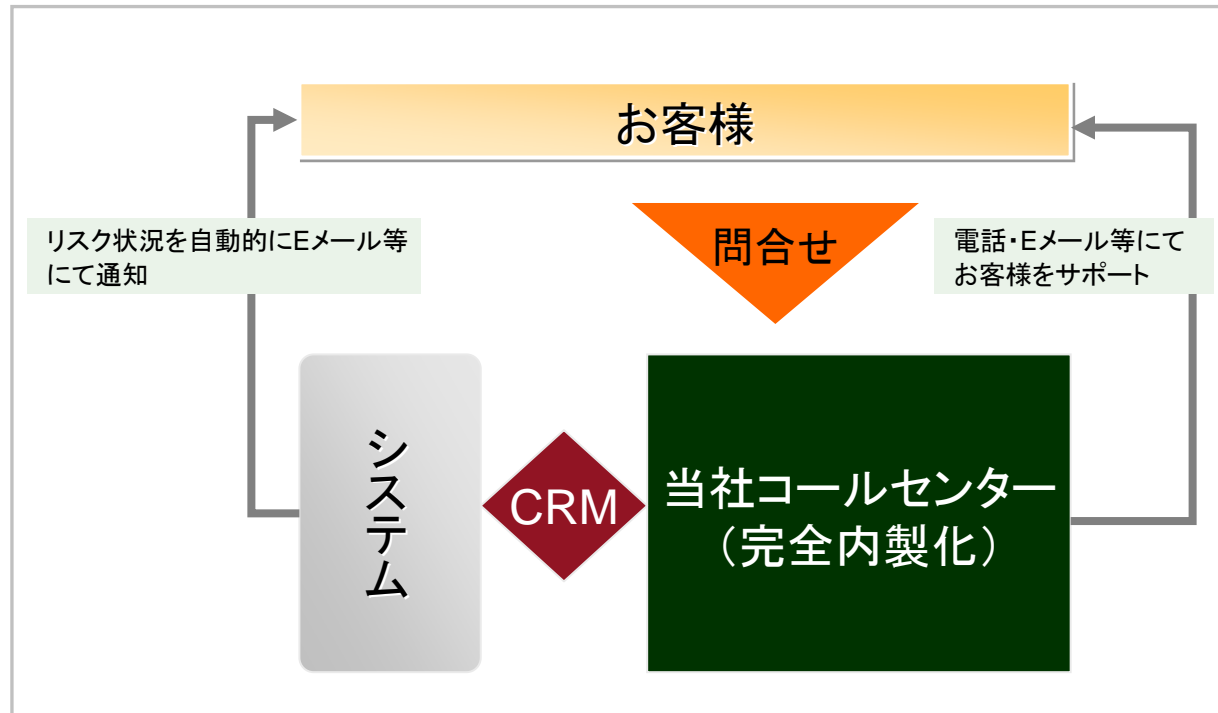 お客様
リスク状況を自動的にEメール等
にて通知
問合せ
電話・Eメール等にて
お客様をサポート
システム
CRM
当社コールセンター
（完全内製化）